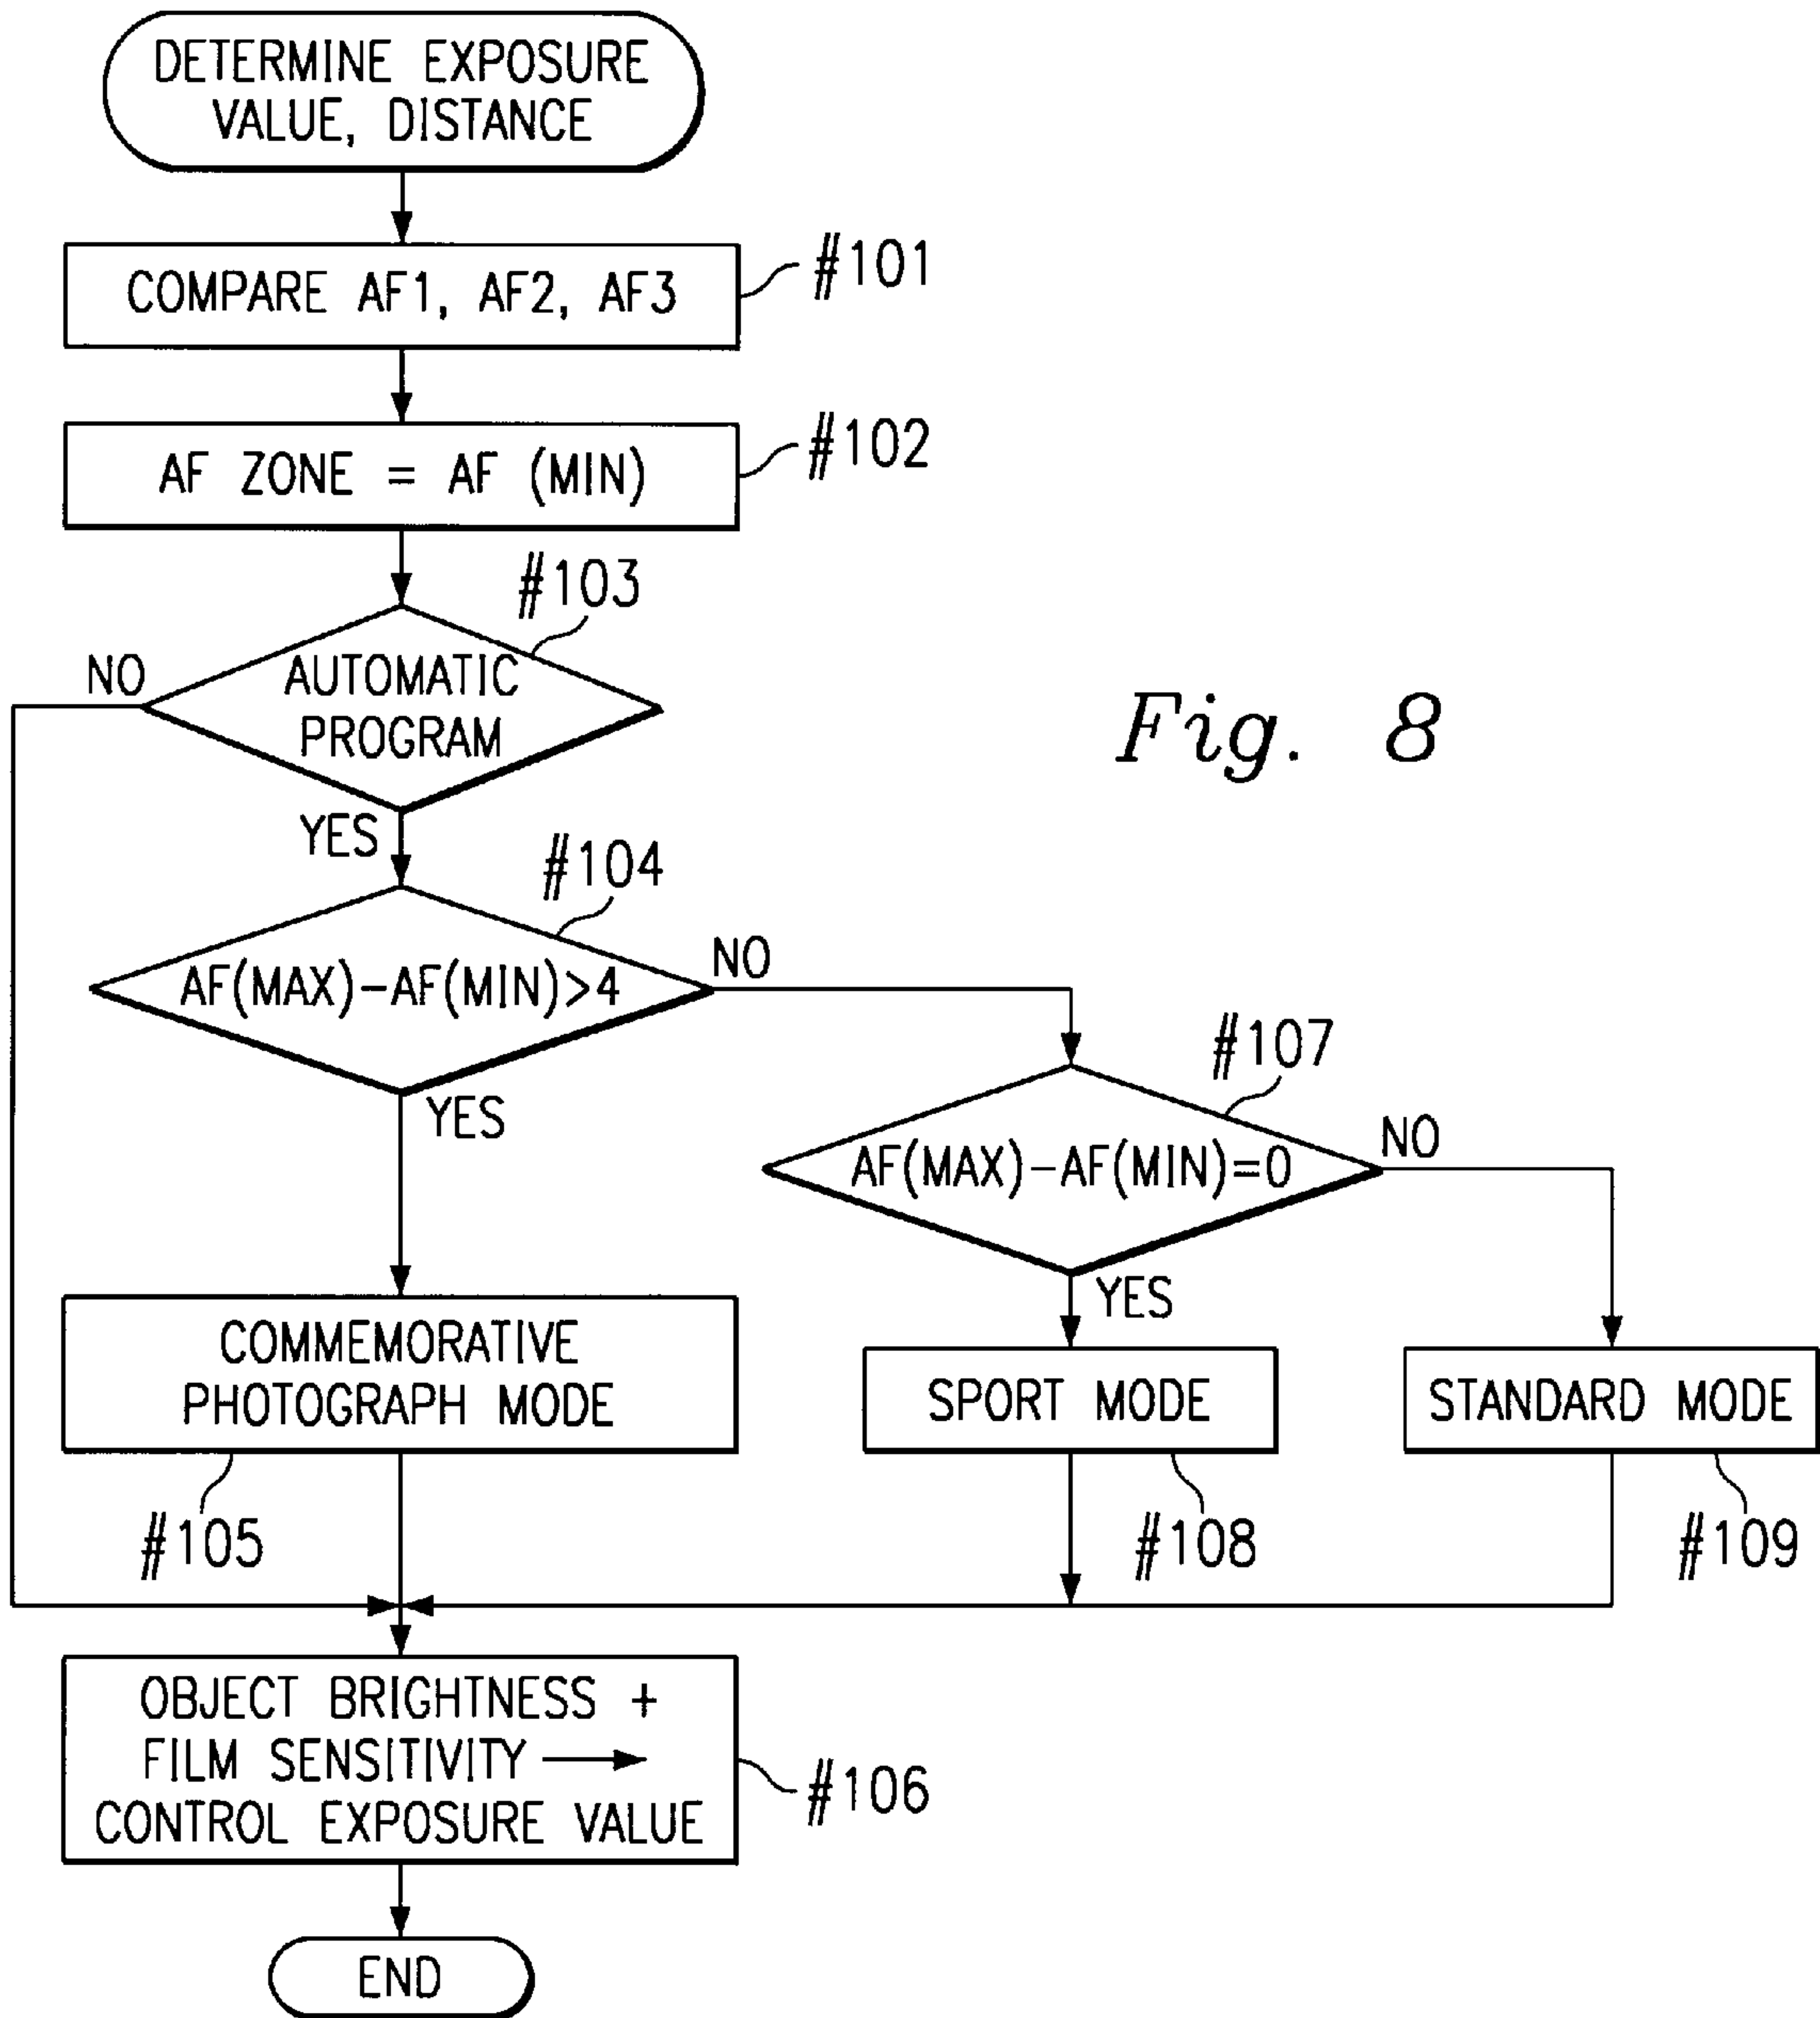 DETERMINE EXPOSURE
VALUE, DISTANCE
COMPARE AF1, AF2, AF3
#101
AF ZONE = AF (MIN)
#102
#103
NO
AUTOMATIC
PROGRAM
Fig. 8
YES
#104
AF(MAX)-AF(MIN)>4
NO
YES
#107
AF(MAX)-AF(MIN)=0
NO
YES
COMMEMORATIVE
PHOTOGRAPH MODE
#105
SPORT MODE
#108
STANDARD MODE
#109
OBJECT BRIGHTNESS +
FILM SENSITIVITY →
CONTROL EXPOSURE VALUE
#106
END